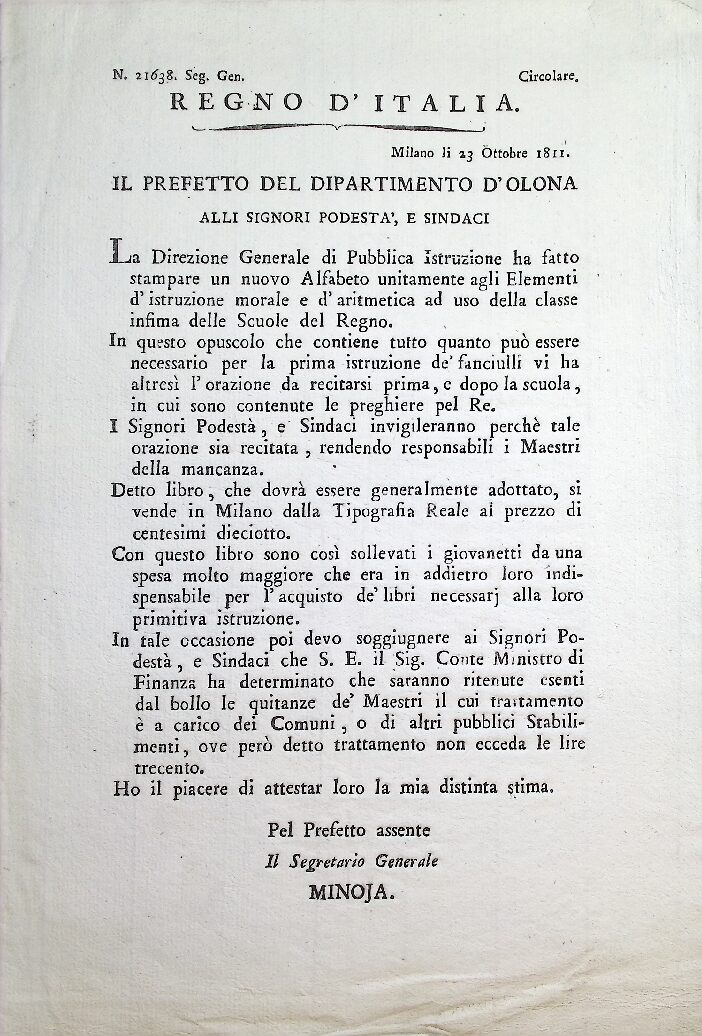 N. 21638. Seg. Gen. Circolare.
REGNO D' ITALIA.
Milano li 23 Ottobre 1811.
IL PREFETTO DEL DIPARTIMENTO D'OLONA
ALLI SIGNORI PODESTA', E SINDACI
La Direzione Generale di Pubblica Istruzione ha fatto
stampare un nuovo Alfabeto unitamente agli Elementi
d' istruzione morale e d' aritmetica ad uso della classe
infima delle Scuole del Regno.
In questo opuscolo che contiene tutto quanto può essere
necessario per la prima istruzione de' fanciulli vi ha
altresì l' orazione da recitarsi prima, e dopo la scuola,
in cui sono contenute le preghiere pel Re.
I Signori Podestà, e Sindaci invigileranno perchè tale
orazione sia recitata, rendendo responsabili i Maestri
della mancanza.
Detto libro, che dovrà essere generalmente adottato, si
vende in Milano dalla Tipografia Reale al prezzo di
centesimi dieciotto.
Con questo libro sono così sollevati i giovanetti da una
spesa molto maggiore che era in addietro loro indi-
spensabile per l' acquisto de' libri necessarj alla loro
primitiva istruzione.
In tale occasione poi devo soggiugnere ai Signori Po-
destà, e Sindaci che S. E. il Sig. Conte Ministro di
Finanza ha determinato che saranno ritenute esenti
dal bollo le quitanze de' Maestri il cui trattamento
è a carico dei Comuni, o di altri pubblici Stabili-
menti, ove però detto trattamento non ecceda le lire
trecento.
Ho il piacere di attestar loro la mia distinta stima.
Pel Prefetto assente
Il Segretario Generale
MINOJA.